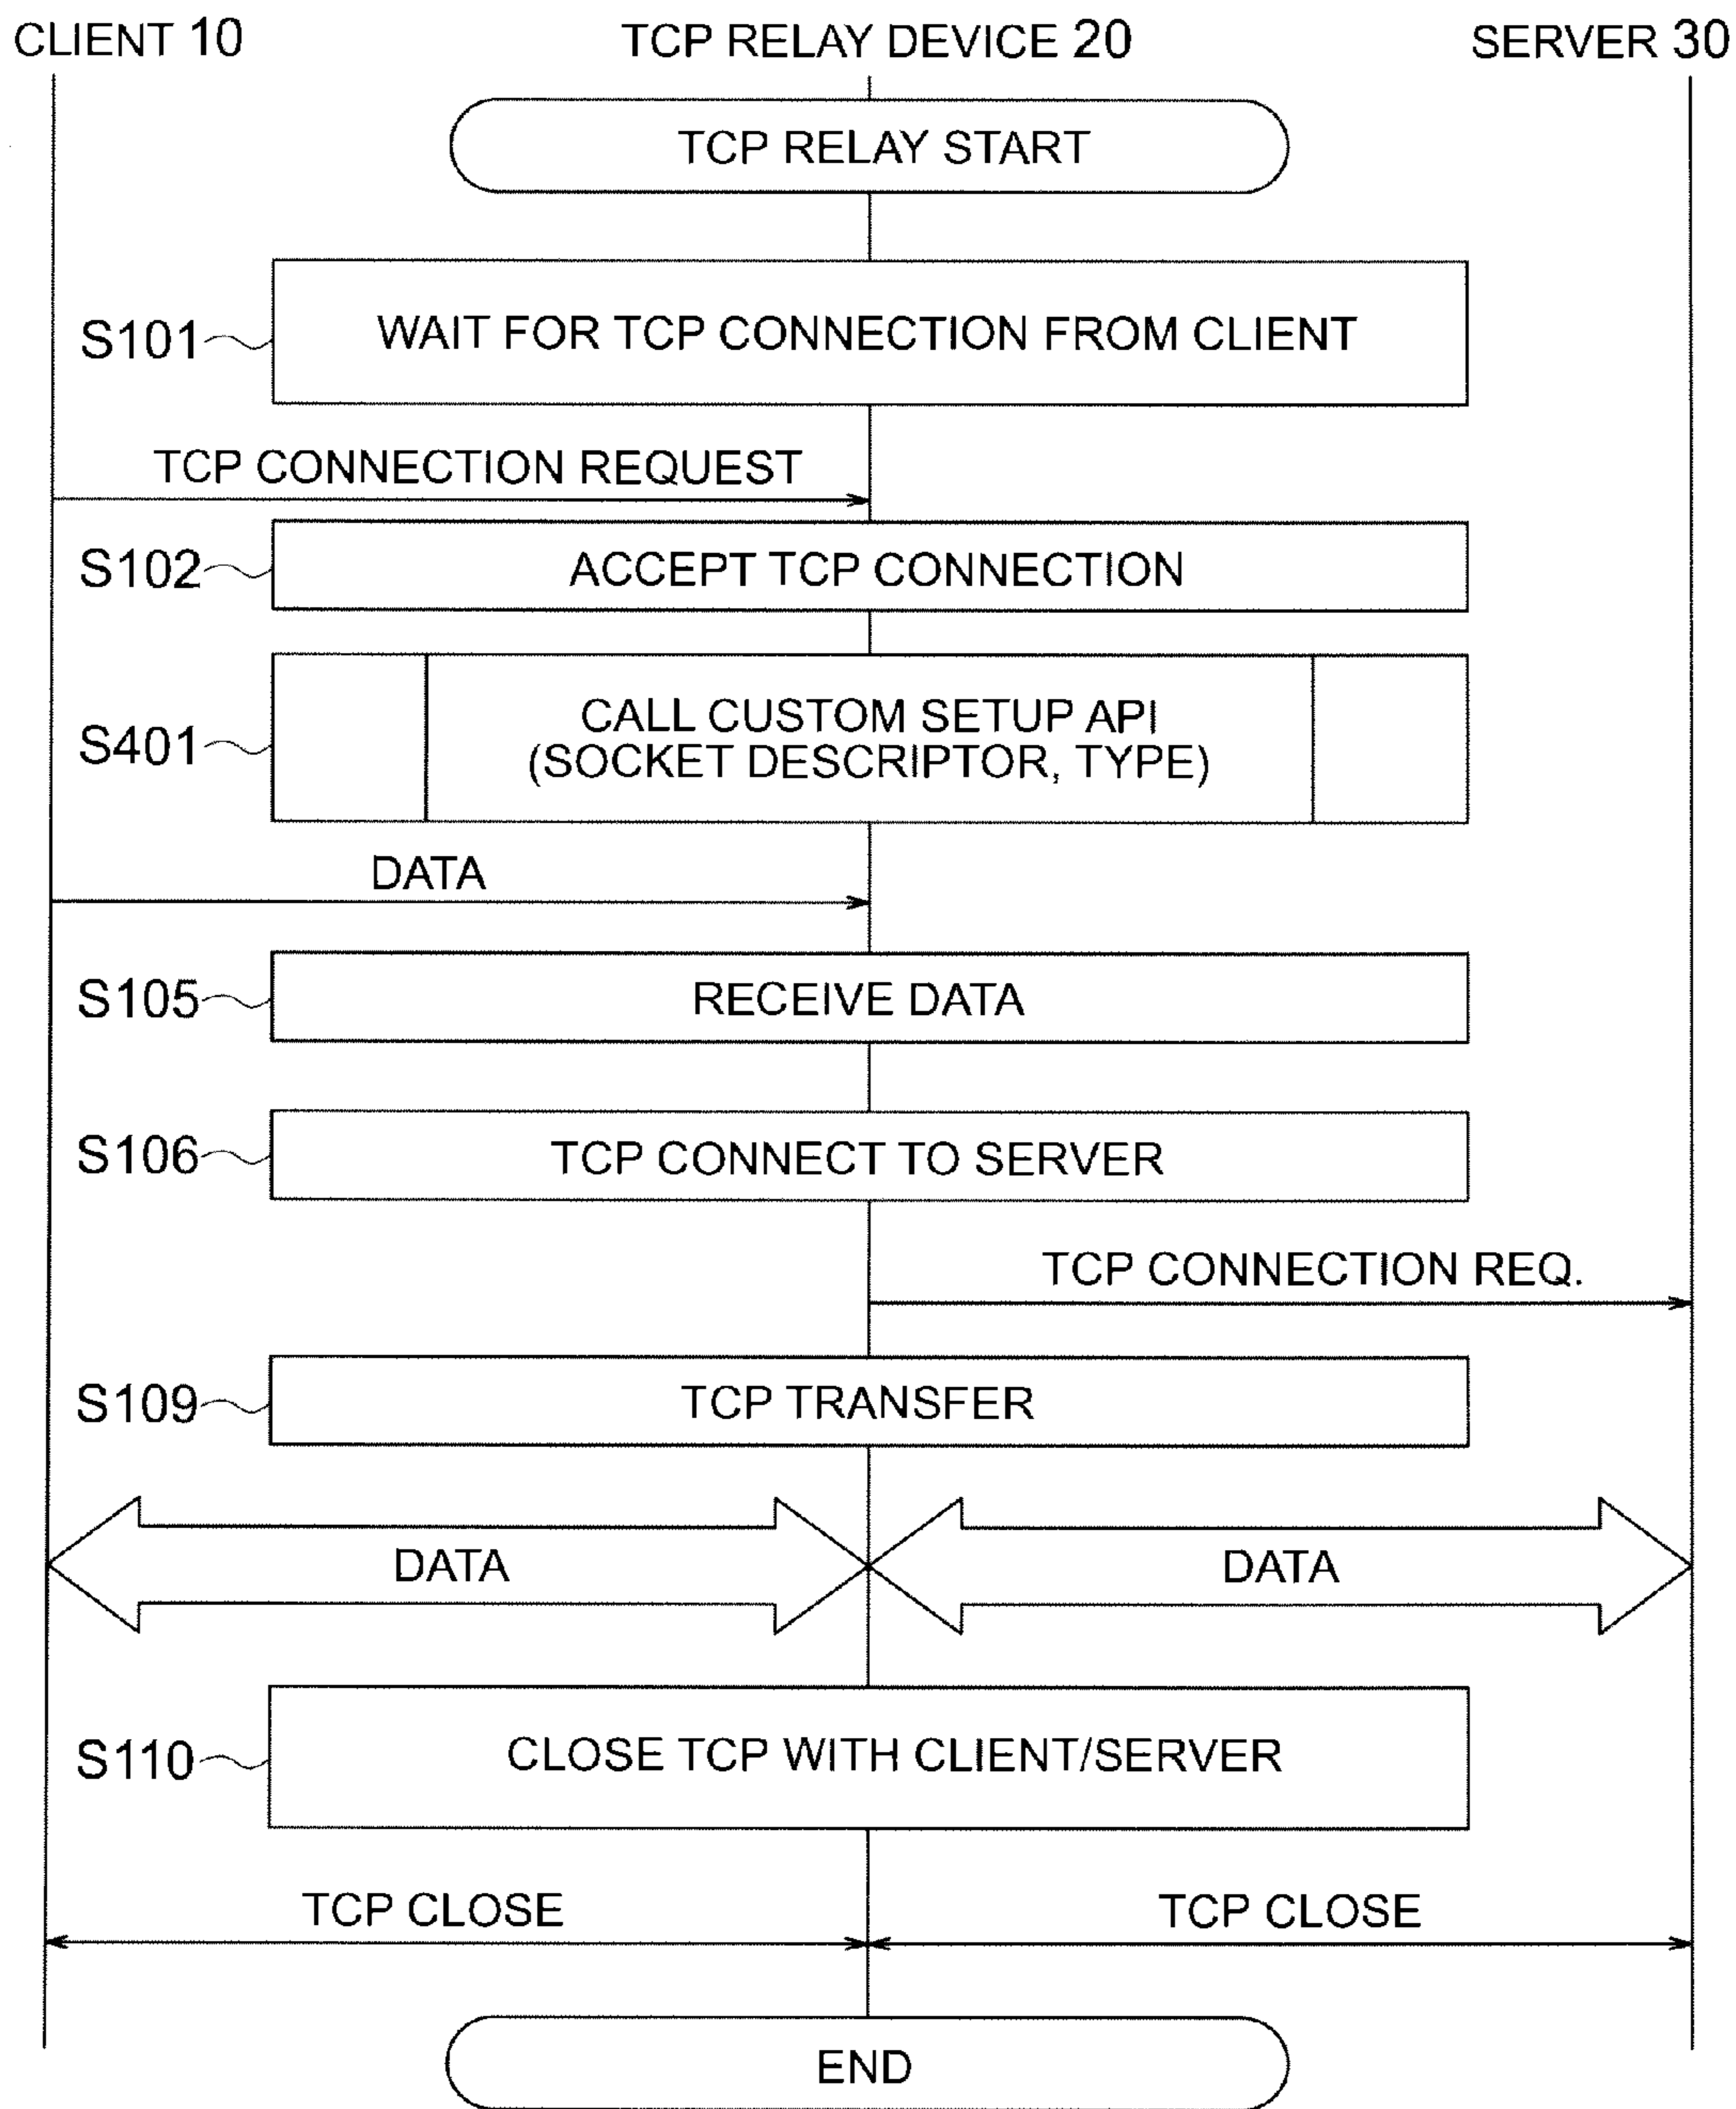 CLIENT 10
TCP RELAY DEVICE 20
SERVER 30
TCP RELAY START
S101
WAIT FOR TCP CONNECTION FROM CLIENT
TCP CONNECTION REQUEST
S102
ACCEPT TCP CONNECTION
S401
CALL CUSTOM SETUP API
(SOCKET DESCRIPTOR, TYPE)
DATA
S105
RECEIVE DATA
S106
TCP CONNECT TO SERVER
TCP CONNECTION REQ.
S109
TCP TRANSFER
DATA
DATA
S110
CLOSE TCP WITH CLIENT/SERVER
TCP CLOSE
TCP CLOSE
END